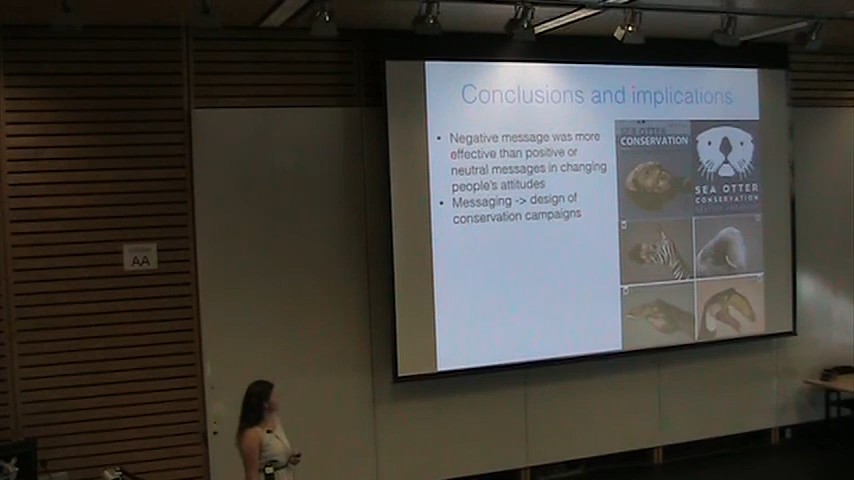 Conclusions and implications
• Negative message was more
effective than positive or
neutral messages in changing
people's attitudes
• Messaging -> design of
conservation campaigns
SEA OTTER
CONSERVATION
SEA OTTER
CONSERVATION
AA